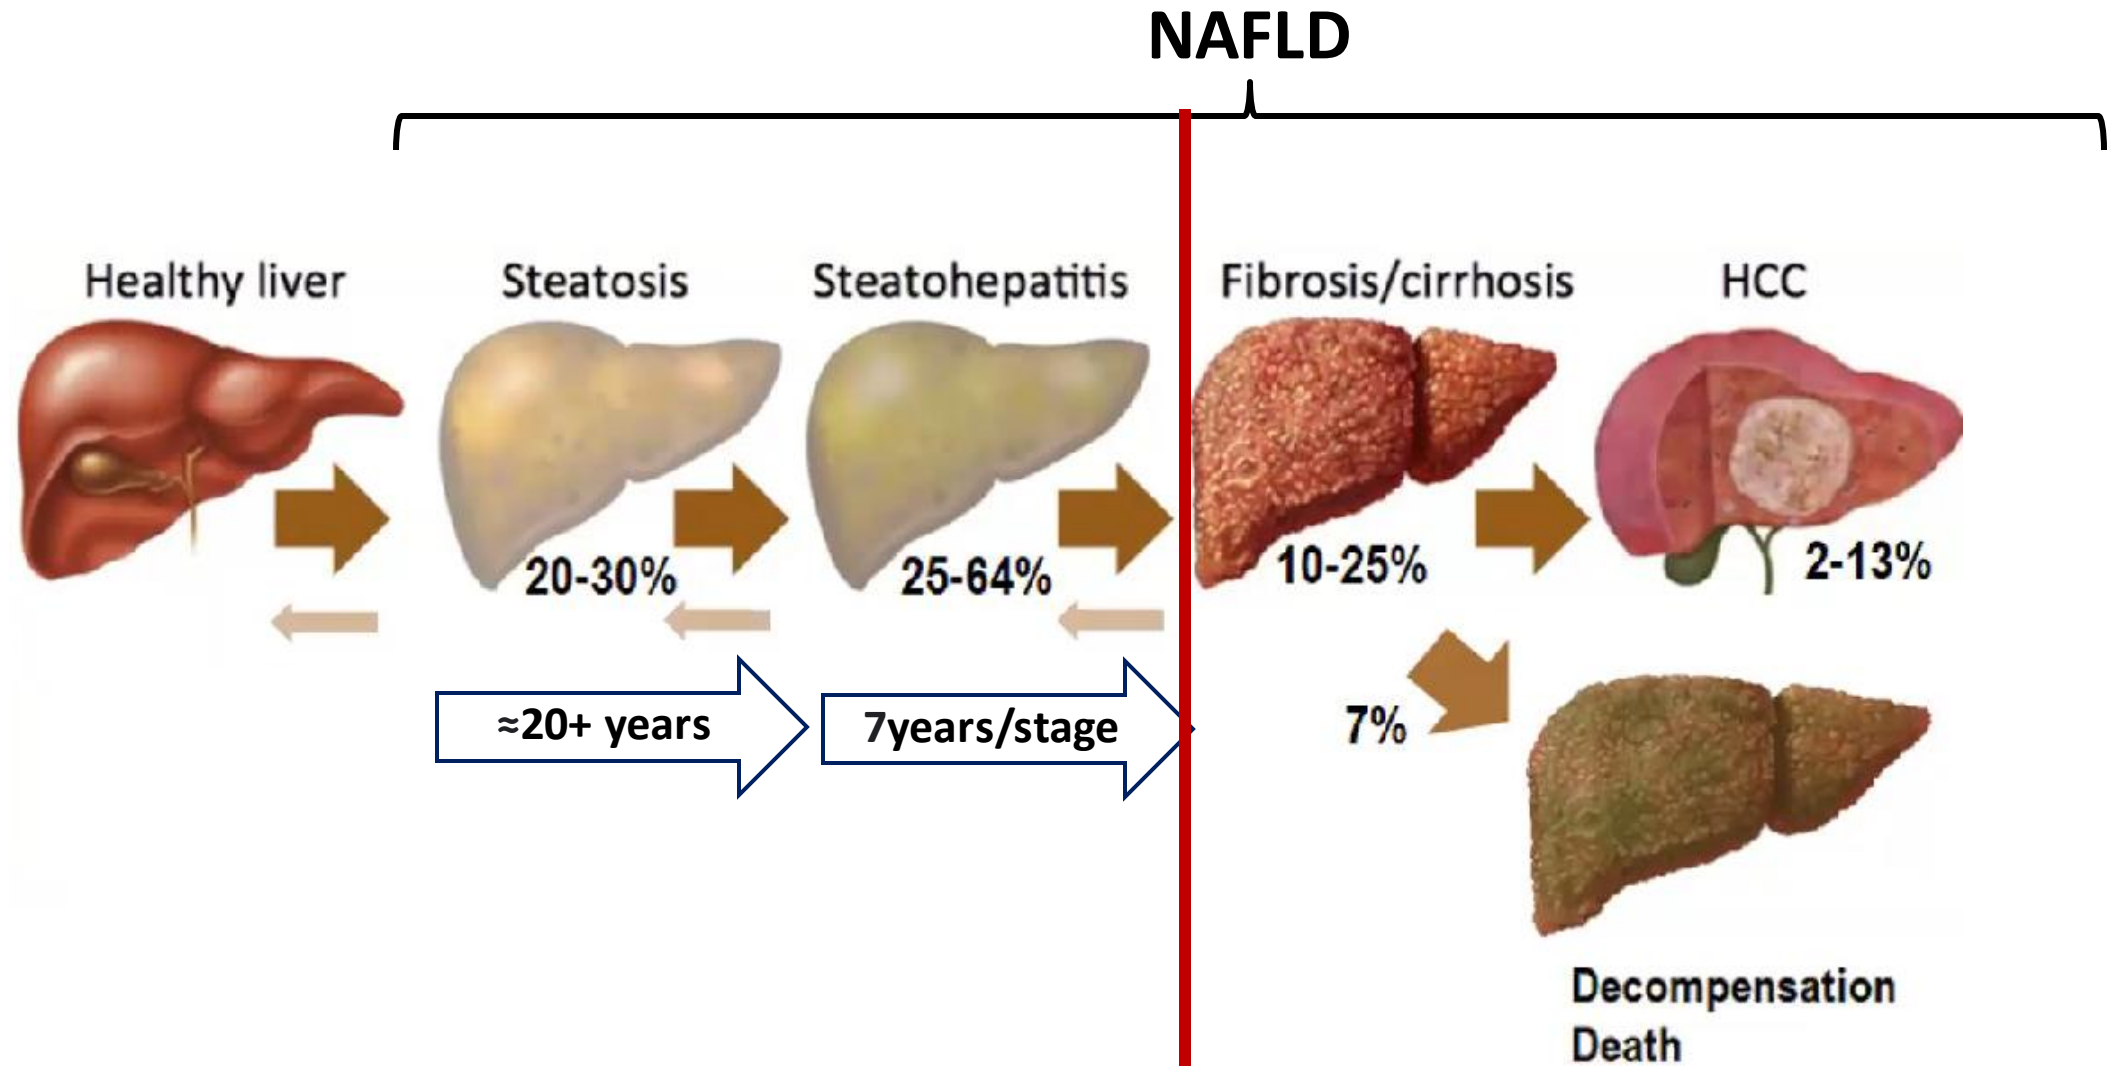 NAFLD
Healthy liver
Steatosis
Steatohepatitis
Fibrosis/cirrhosis
HCC
20-30%
25-64%
10-25%
2-13%
≈20+ years
7years/stage
7%
Decompensation
Death